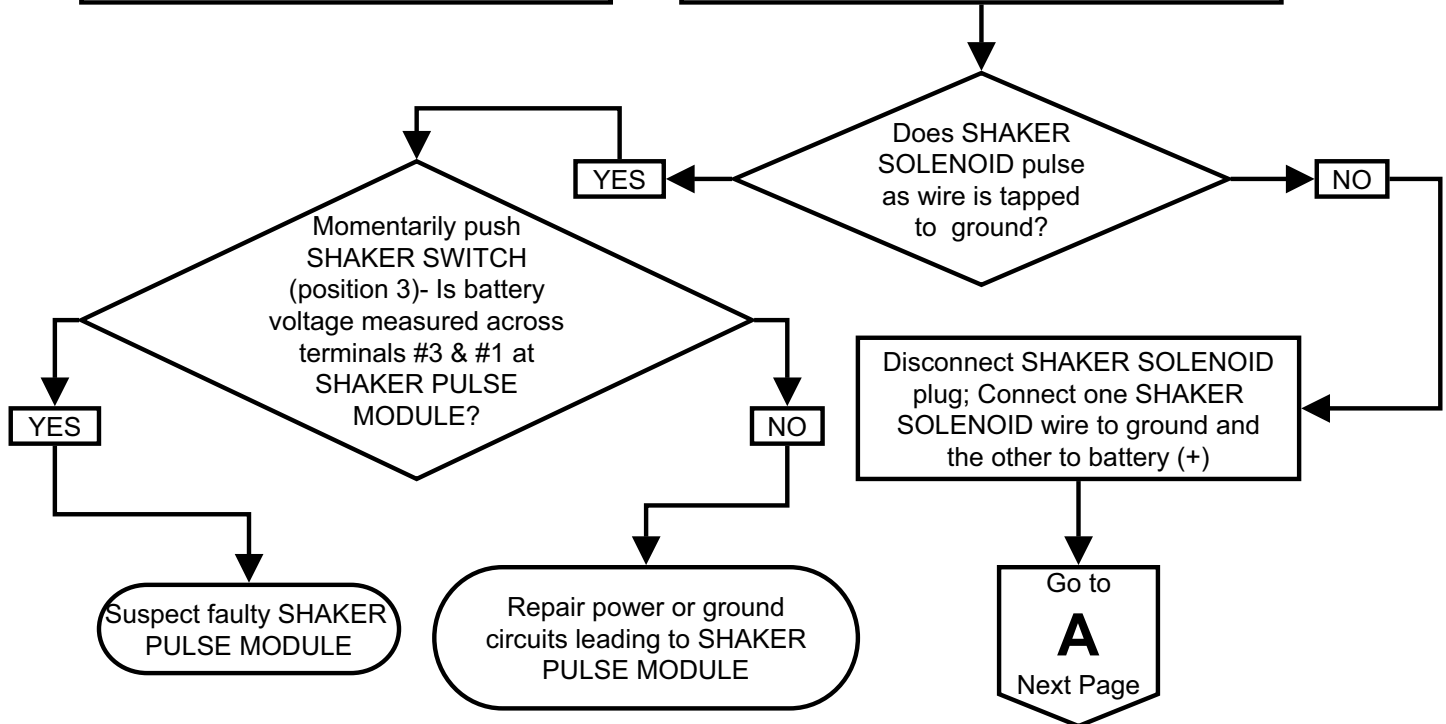 Does SHAKER
SOLENOID pulse
as wire is tapped
to ground?
YES
NO
Momentarily push
SHAKER SWITCH
(position 3)- Is battery
voltage measured across
terminals #3 & #1 at
SHAKER PULSE
MODULE?
Disconnect SHAKER SOLENOID
plug; Connect one SHAKER
SOLENOID wire to ground and
the other to battery (+)
YES
NO
Suspect faulty SHAKER
PULSE MODULE
Repair power or ground
circuits leading to SHAKER
PULSE MODULE
Go to
A
Next Page